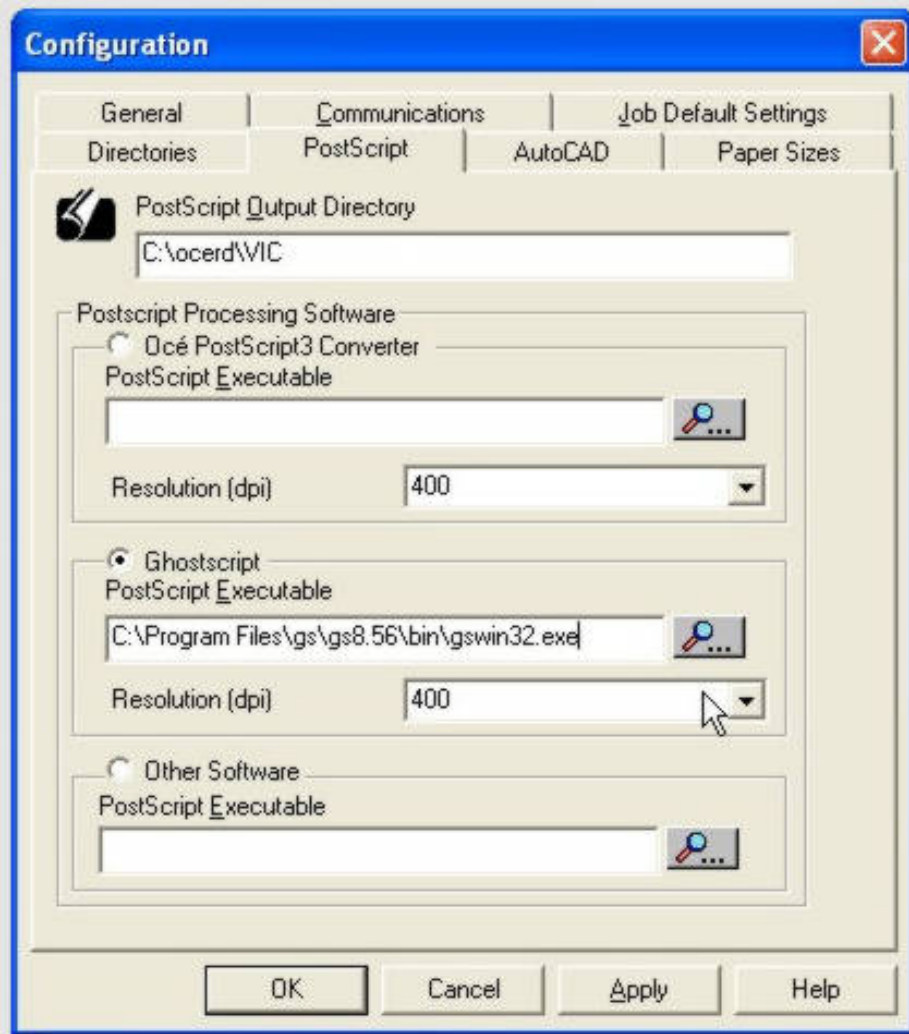 Configuration
General Communications Job Default Settings
Directories PostScript AutoCAD Paper Sizes
PostScript Output Directory
C:\ocerd\VIC
Postscript Processing Software
Océ PostScript3 Converter
PostScript Executable
...
Resolution (dpi) 400
Ghostscript
PostScript Executable
C:\Program Files\gs\gs8.56\bin\gswin32.exe ...
Resolution (dpi) 400
Other Software
PostScript Executable
...
OK Cancel Apply Help